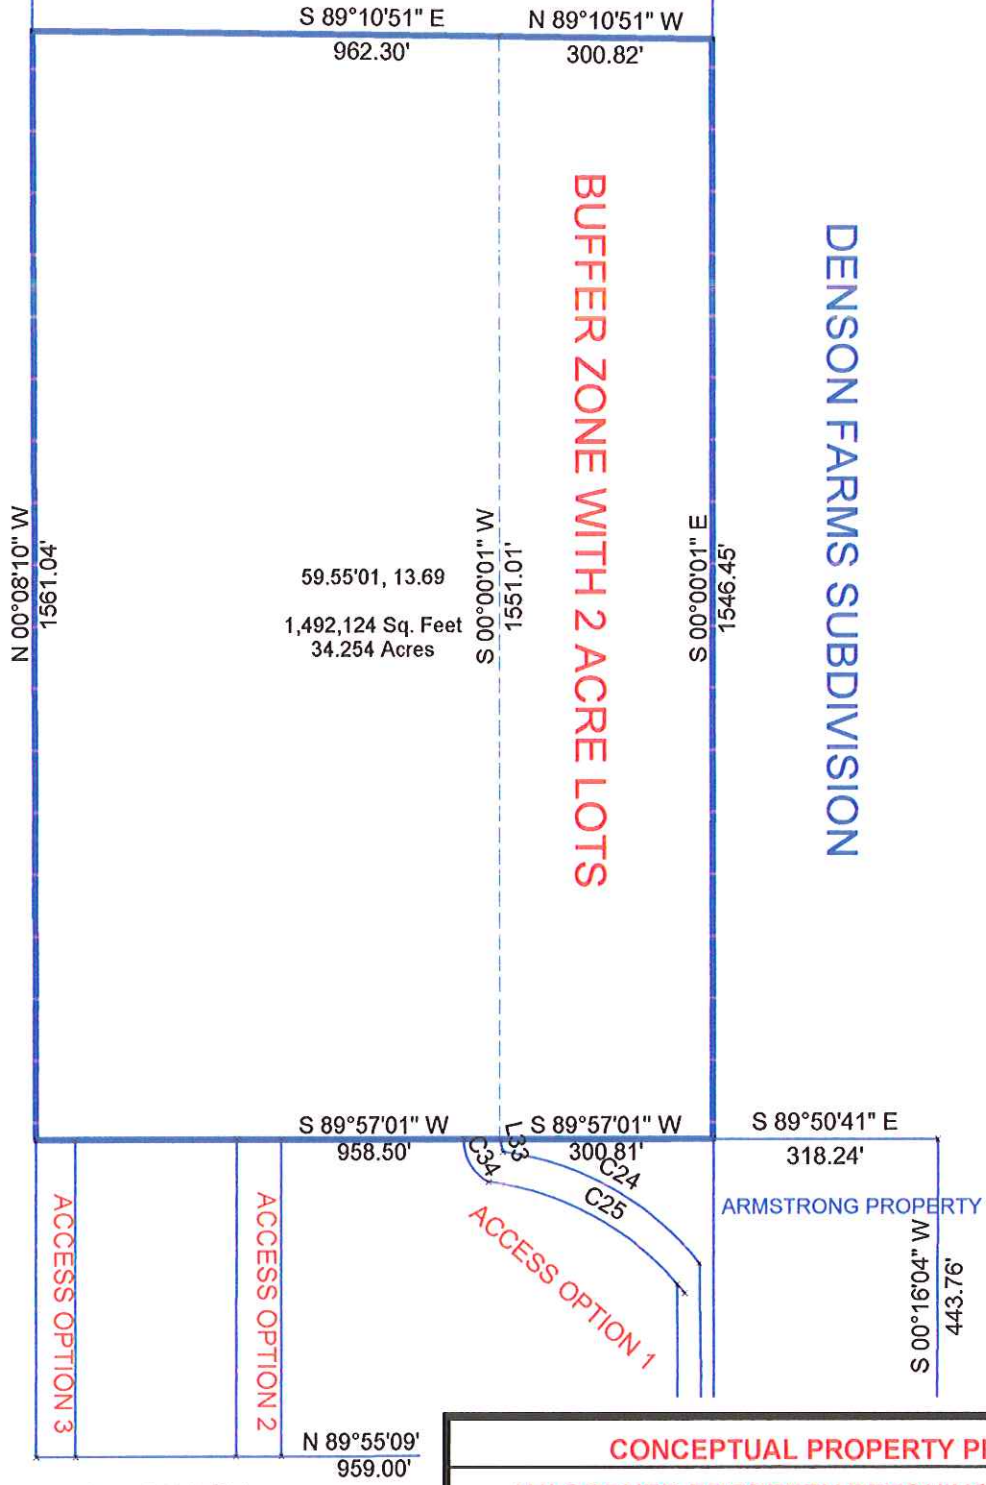 S 89°10'51" E
N 89°10'51" W
962.30'
300.82'
BUFFER ZONE WITH 2 ACRE LOTS
DENSON FARMS SUBDIVISION
N 00°08'10" W
1561.04'
59.55'01, 13.69
1,492,124 Sq. Feet
34.254 Acres
S 00°00'01" W
1551.01'
S 00°00'01" E
1546.45'
S 89°57'01" W
958.50'
L33
S 89°57'01" W
300.81'
S 89°50'41" E
318.24'
C34
C24
C25
ARMSTRONG PROPERTY
ACCESS OPTION 1
ACCESS OPTION 2
ACCESS OPTION 3
S 00°16'04" W
443.76'
N 89°55'09'
959.00'
CONCEPTUAL PROPERTY